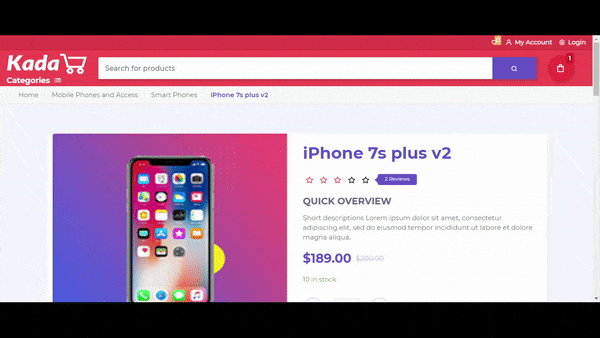 My Account Login
Kada
Search for products
1
Categories
Home Mobile Phones and Access Smart Phones iPhone 7s plus v2
iPhone 7s plus v2
2 Reviews
QUICK OVERVIEW
Short descriptions Lorem ipsum dolor sit amet, consectetur
adipiscing elit, sed do eiusmod tempor incididunt ut labore et dolore
magna aliqua.
$189.00 $200.00
10 in stock